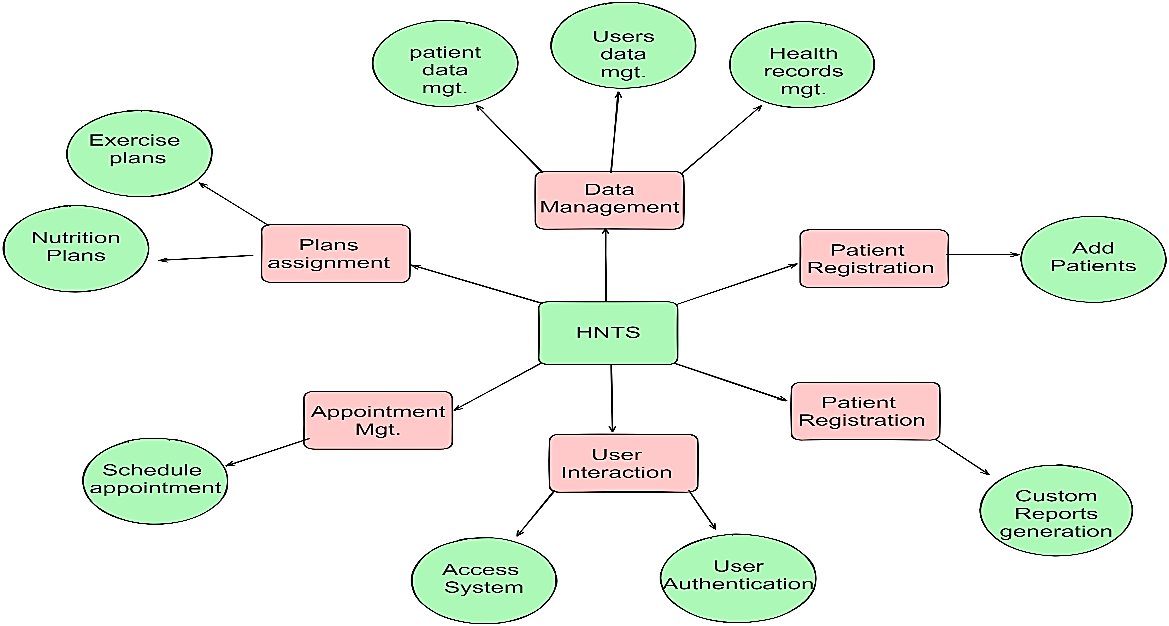 patient
data
mgt.
Users
data
mgt.
Health
records
mgt.
Exercise
plans
Nutrition
Plans
Plans
assignment
Data
Management
Patient
Registration
Add
Patients
HNTS
Appointment
Mgt.
Schedule
appointment
User
Interaction
Patient
Registration
Custom
Reports
generation
Access
System
User
Authentication